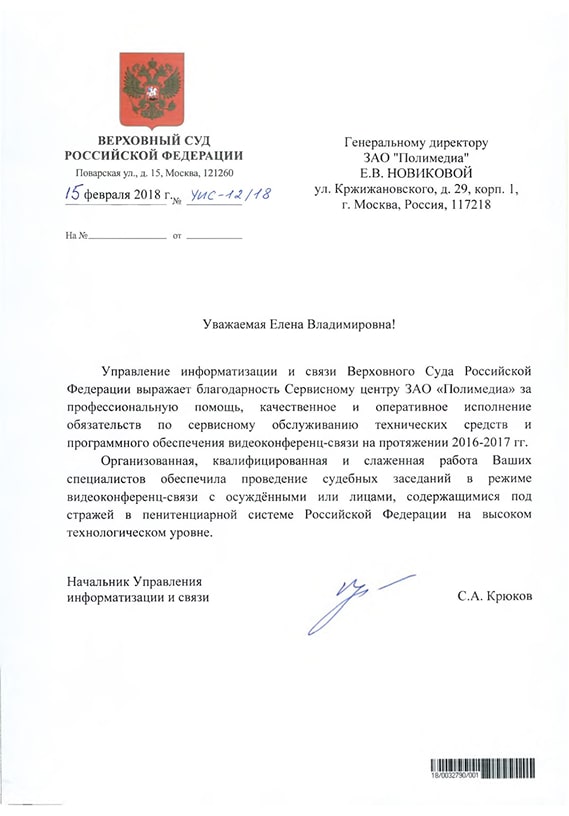 ВЕРХОВНЫЙ СУД
РОССИЙСКОЙ ФЕДЕРАЦИИ
Поварская ул., д. 15, Москва, 121260
15 февраля 2018 г. № УИС-12/18
На № от
Генеральному директору
ЗАО "Полимедиа"
Е.В. НОВИКОВОЙ
ул. Кржижановского, д. 29, корп. 1,
г. Москва, Россия, 117218
Уважаемая Елена Владимировна!
Управление информатизации и связи Верховного Суда Российской
Федерации выражает благодарность Сервисному центру ЗАО «Полимедиа» за
профессиональную помощь, качественное и оперативное исполнение
обязательств по сервисному обслуживанию технических средств и
программного обеспечения видеоконференц-связи на протяжении 2016-2017 гг.
Организованная, квалифицированная и слаженная работа Ваших
специалистов обеспечила проведение судебных заседаний в режиме
видеоконференц-связи с осуждёнными или лицами, содержащимися под
стражей в пенитенциарной системе Российской Федерации на высоком
технологическом уровне.
Начальник Управления
информатизации и связи
С.А. Крюков
18/0032790/001